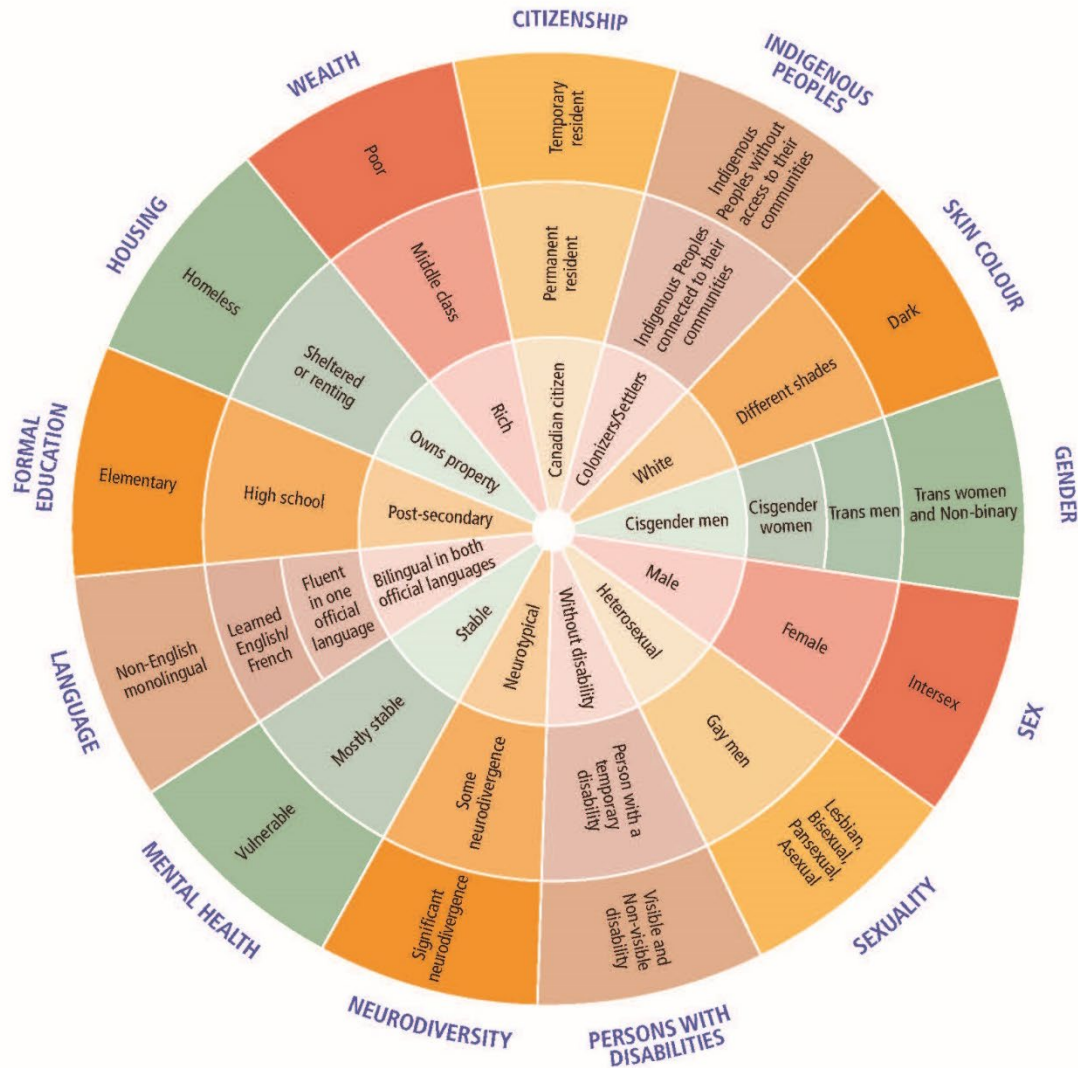 CITIZENSHIP
Temporary
resident
Permanent
resident
Canadian citizen
INDIGENOUS
PEOPLES
Indigenous
Peoples without
access to their
communities
Indigenous Peoples
connected to their
communities
Colonizers/Settlers
SKIN COLOUR
Dark
Different shades
White
GENDER
Trans women
and Non-binary
Trans men
Cisgender
women
Cisgender men
SEX
Intersex
Female
Male
SEXUALITY
Lesbian,
Bisexual,
Pansexual,
Asexual
Gay men
Heterosexual
PERSONS WITH
DISABILITIES
Visible and
Non-visible
disability
Person with a
temporary
disability
Without disability
NEURODIVERSITY
Significant
neurodivergence
Some
neurodivergence
Neurotypical
MENTAL HEALTH
Vulnerable
Mostly stable
Stable
LANGUAGE
Non-English
monolingual
Learned
English/
French
Fluent
in one
official
language
Bilingual in both
official languages
FORMAL
EDUCATION
Elementary
High school
Post-secondary
HOUSING
Homeless
Sheltered
or renting
Owns property
WEALTH
Poor
Middle class
Rich